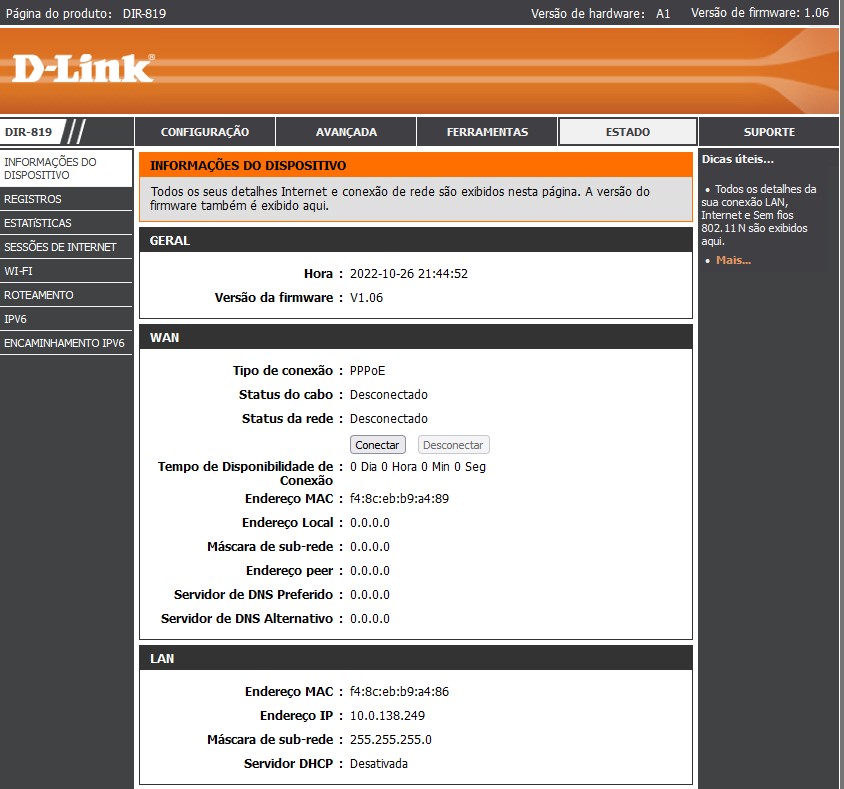 Página do produto: DIR-819
Versão de hardware: A1
Versão de firmware: 1.06
D-Link®
DIR-819
CONFIGURAÇÃO
AVANÇADA
FERRAMENTAS
ESTADO
SUPORTE
INFORMAÇÕES DO
DISPOSITIVO
REGISTROS
ESTATíSTICAS
SESSÕES DE INTERNET
WI-FI
ROTEAMENTO
IPV6
ENCAMINHAMENTO IPV6
INFORMAÇÕES DO DISPOSITIVO
Todos os seus detalhes Internet e conexão de rede são exibidos nesta página. A versão do
firmware também é exibido aqui.
GERAL
Hora : 2022-10-26 21:44:52
Versão da firmware : V1.06
WAN
Tipo de conexão : PPPoE
Status do cabo : Desconectado
Status da rede : Desconectado
Conectar Desconectar
Tempo de Disponibilidade de : 0 Dia 0 Hora 0 Min 0 Seg
Conexão
Endereço MAC : f4:8c:eb:b9:a4:89
Endereço Local : 0.0.0.0
Máscara de sub-rede : 0.0.0.0
Endereço peer : 0.0.0.0
Servidor de DNS Preferido : 0.0.0.0
Servidor de DNS Alternativo : 0.0.0.0
LAN
Endereço MAC : f4:8c:eb:b9:a4:86
Endereço IP : 10.0.138.249
Máscara de sub-rede : 255.255.255.0
Servidor DHCP : Desativada
Dicas úteis...
• Todos os detalhes da
sua conexão LAN,
Internet e Sem fios
802.11N são exibidos
aqui.
• Mais...